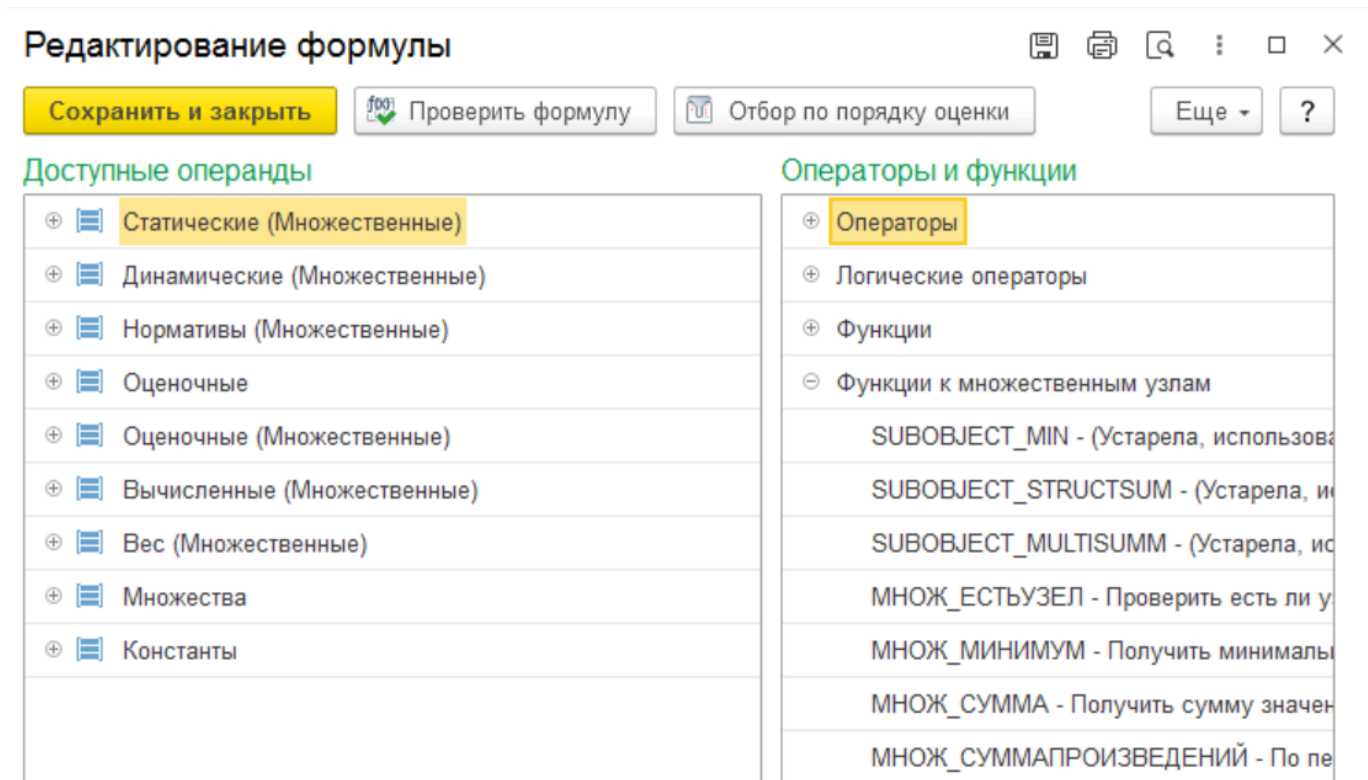 Редактирование формулы
Сохранить и закрыть
Проверить формулу
Отбор по порядку оценки
Еще
?
Доступные операнды
Статические (Множественные)
Динамические (Множественные)
Нормативы (Множественные)
Оценочные
Оценочные (Множественные)
Вычисленные (Множественные)
Вес (Множественные)
Множества
Константы
Операторы и функции
Операторы
Логические операторы
Функции
Функции к множественным узлам
SUBOBJECT_MIN - (Устарела, использова
SUBOBJECT_STRUCTSUM - (Устарела, и
SUBOBJECT_MULTISUMM - (Устарела, ис
МНОЖ_ЕСТЬУЗЕЛ - Проверить есть ли у
МНОЖ_МИНИМУМ - Получить минималь
МНОЖ_СУММА - Получить сумму значен
МНОЖ_СУММАПРОИЗВЕДЕНИЙ - По пе